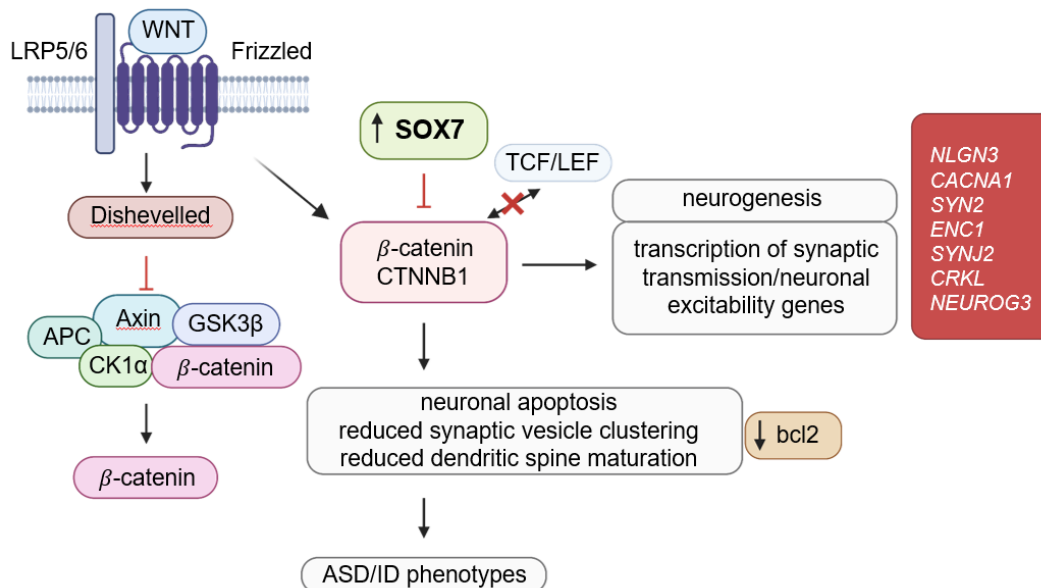 WNT
LRP5/6
Frizzled
SOX7
TCF/LEF
Dishevelled
β-catenin
CTNNB1
neurogenesis
transcription of synaptic
transmission/neuronal
excitability genes
NLGN3
CACNA1
SYN2
ENC1
SYNJ2
CRKL
NEUROG3
Axin
APC
GSK3β
CK1α
β-catenin
β-catenin
neuronal apoptosis
reduced synaptic vesicle clustering
reduced dendritic spine maturation
bcl2
ASD/ID phenotypes